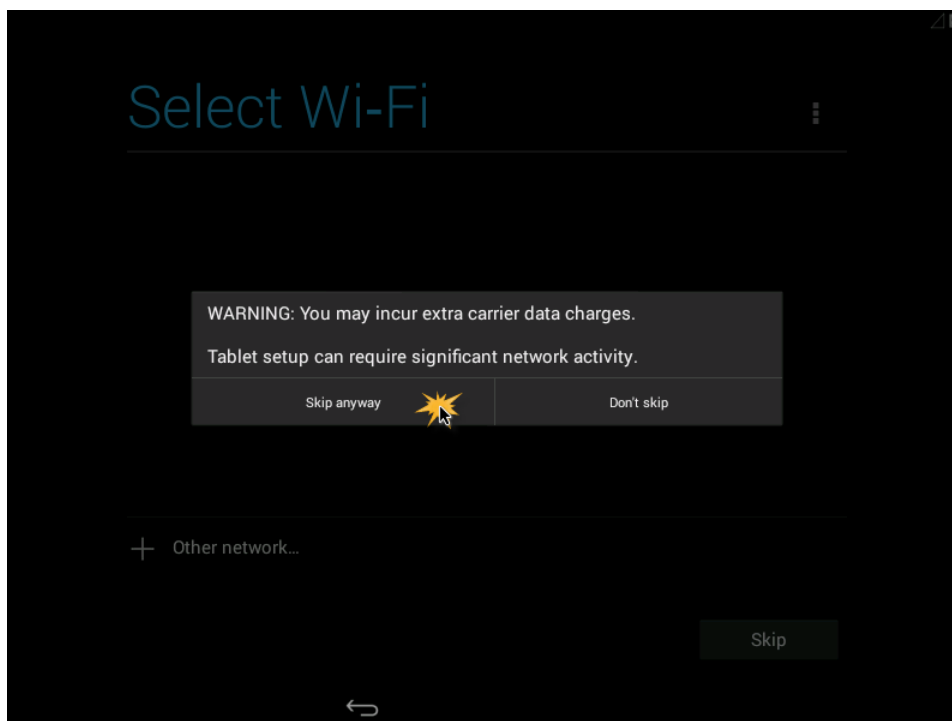 Select Wi-Fi
WARNING: You may incur extra carrier data charges.
Tablet setup can require significant network activity.
Skip anyway
Don't skip
Other network...
Skip